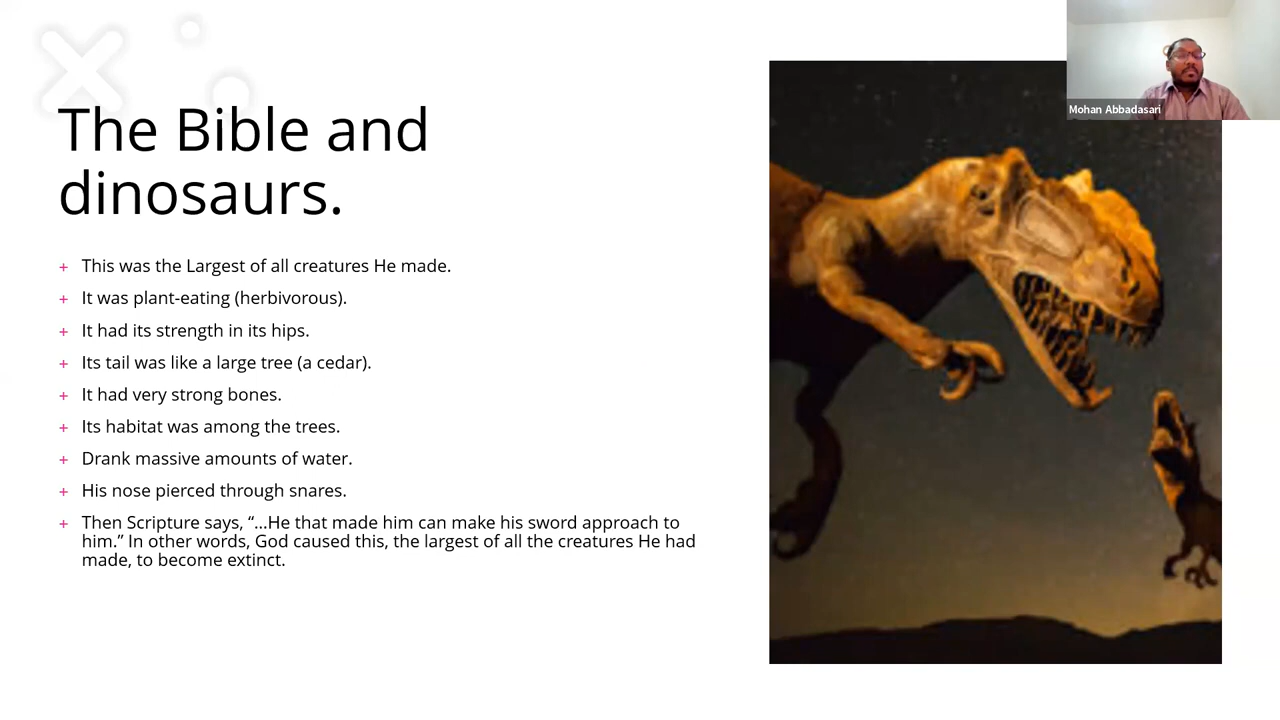 Mohan Abbadasari
The Bible and
dinosaurs.
+ This was the Largest of all creatures He made.
+ It was plant-eating (herbivorous).
+ It had its strength in its hips.
+ Its tail was like a large tree (a cedar).
+ It had very strong bones.
+ Its habitat was among the trees.
+ Drank massive amounts of water.
+ His nose pierced through snares.
+ Then Scripture says, “…He that made him can make his sword approach to
him.” In other words, God caused this, the largest of all the creatures He had
made, to become extinct.